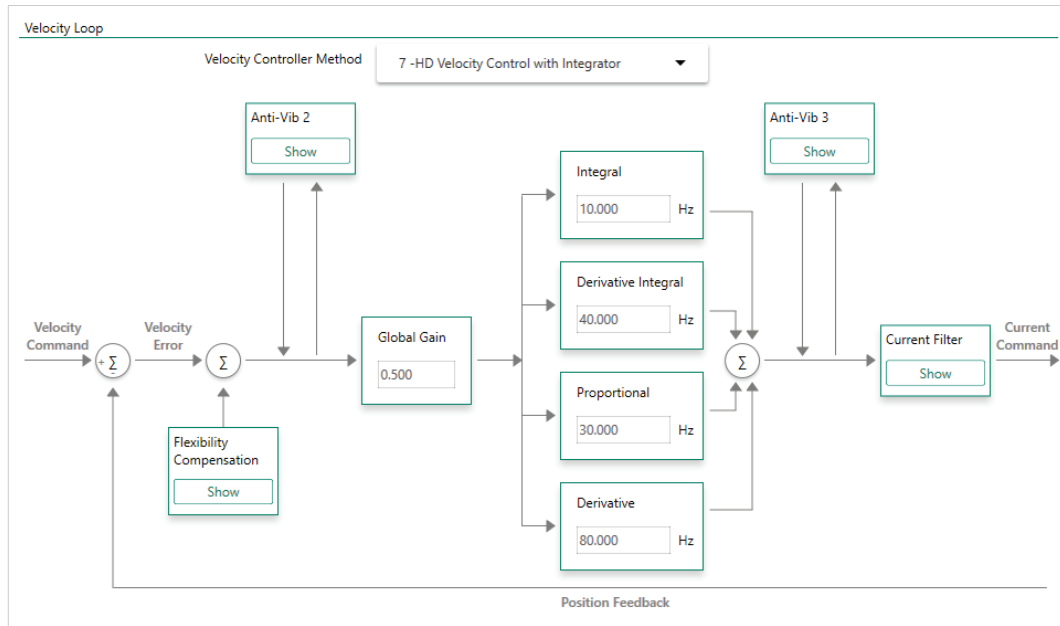 Velocity Loop
Velocity Controller Method
7 -HD Velocity Control with Integrator
Anti-Vib 2
Show
Anti-Vib 3
Show
Integral
10.000 Hz
Derivative Integral
40.000 Hz
Velocity
Command
+ Σ
-
Velocity
Error
Σ
Global Gain
0.500
Σ
Current Filter
Show
Current
Command
Proportional
30.000 Hz
Flexibility
Compensation
Show
Derivative
80.000 Hz
Position Feedback